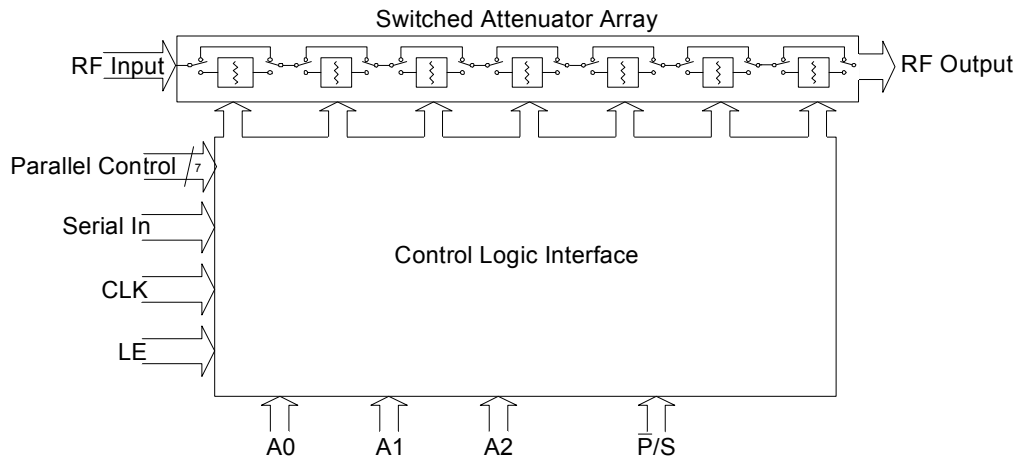 Switched Attenuator Array
RF Input
RF Output
Parallel Control
7
Serial In
Control Logic Interface
CLK
LE
A0
A1
A2
P̅/S